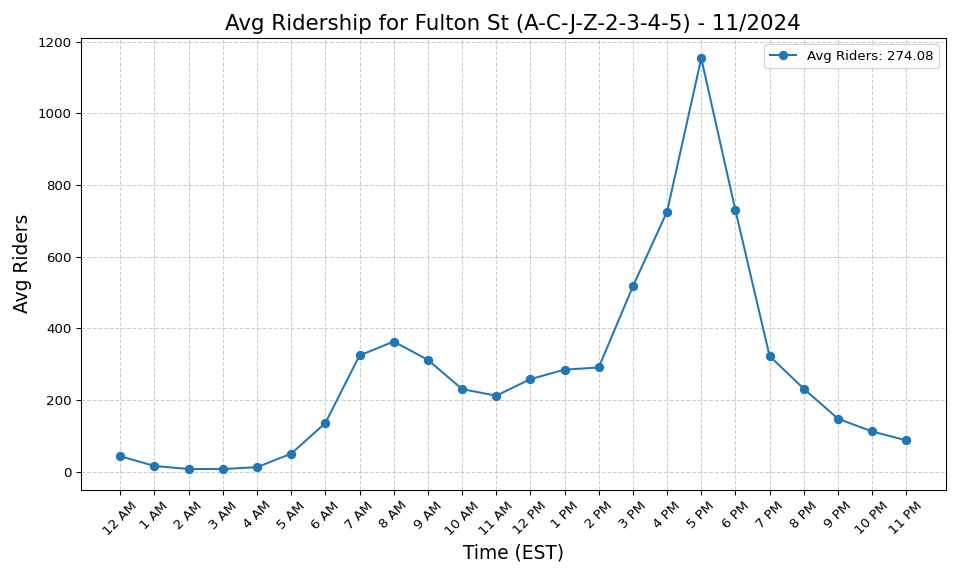 Avg Ridership for Fulton St (A-C-J-Z-2-3-4-5) - 11/2024
Avg Riders: 274.08
1200
1000
800
600
400
200
0
Avg Riders
12 AM
1 AM
2 AM
3 AM
4 AM
5 AM
6 AM
7 AM
8 AM
9 AM
10 AM
11 AM
12 PM
1 PM
2 PM
3 PM
4 PM
5 PM
6 PM
7 PM
8 PM
9 PM
10 PM
11 PM
Time (EST)